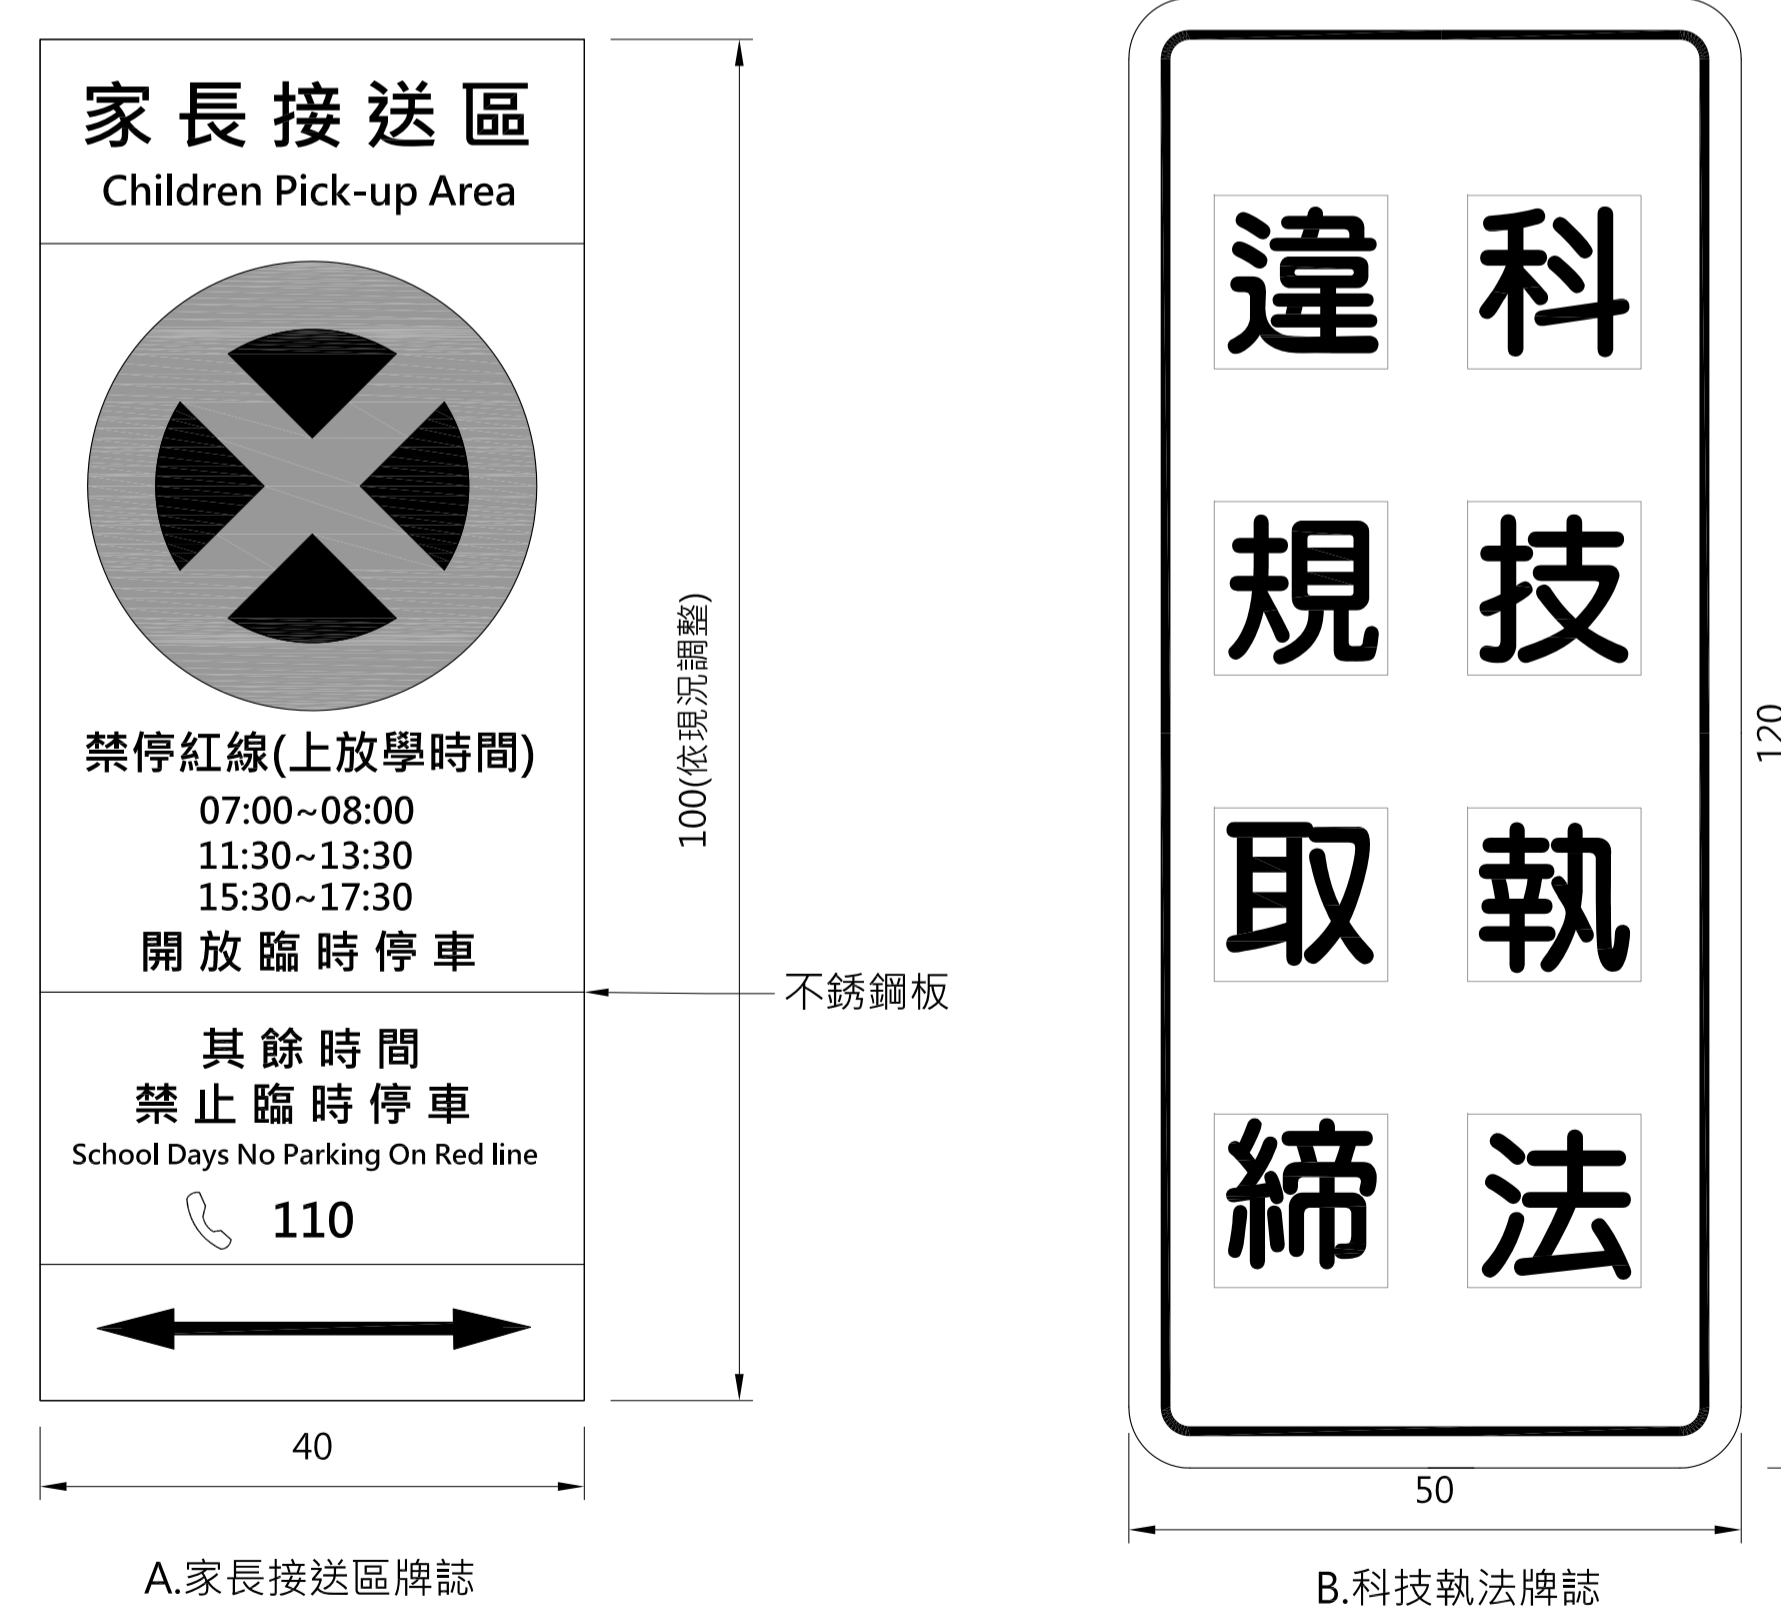 家長接送區
Children Pick-up Area
禁停紅線(上放學時間)
07:00~08:00
11:30~13:30
15:30~17:30
開放臨時停車
其餘時間
禁止臨時停車
School Days No Parking On Red line
110
100(依現況調整)
不銹鋼板
40
A.家長接送區牌誌
科技執法
違規取締
120
50
B.科技執法牌誌